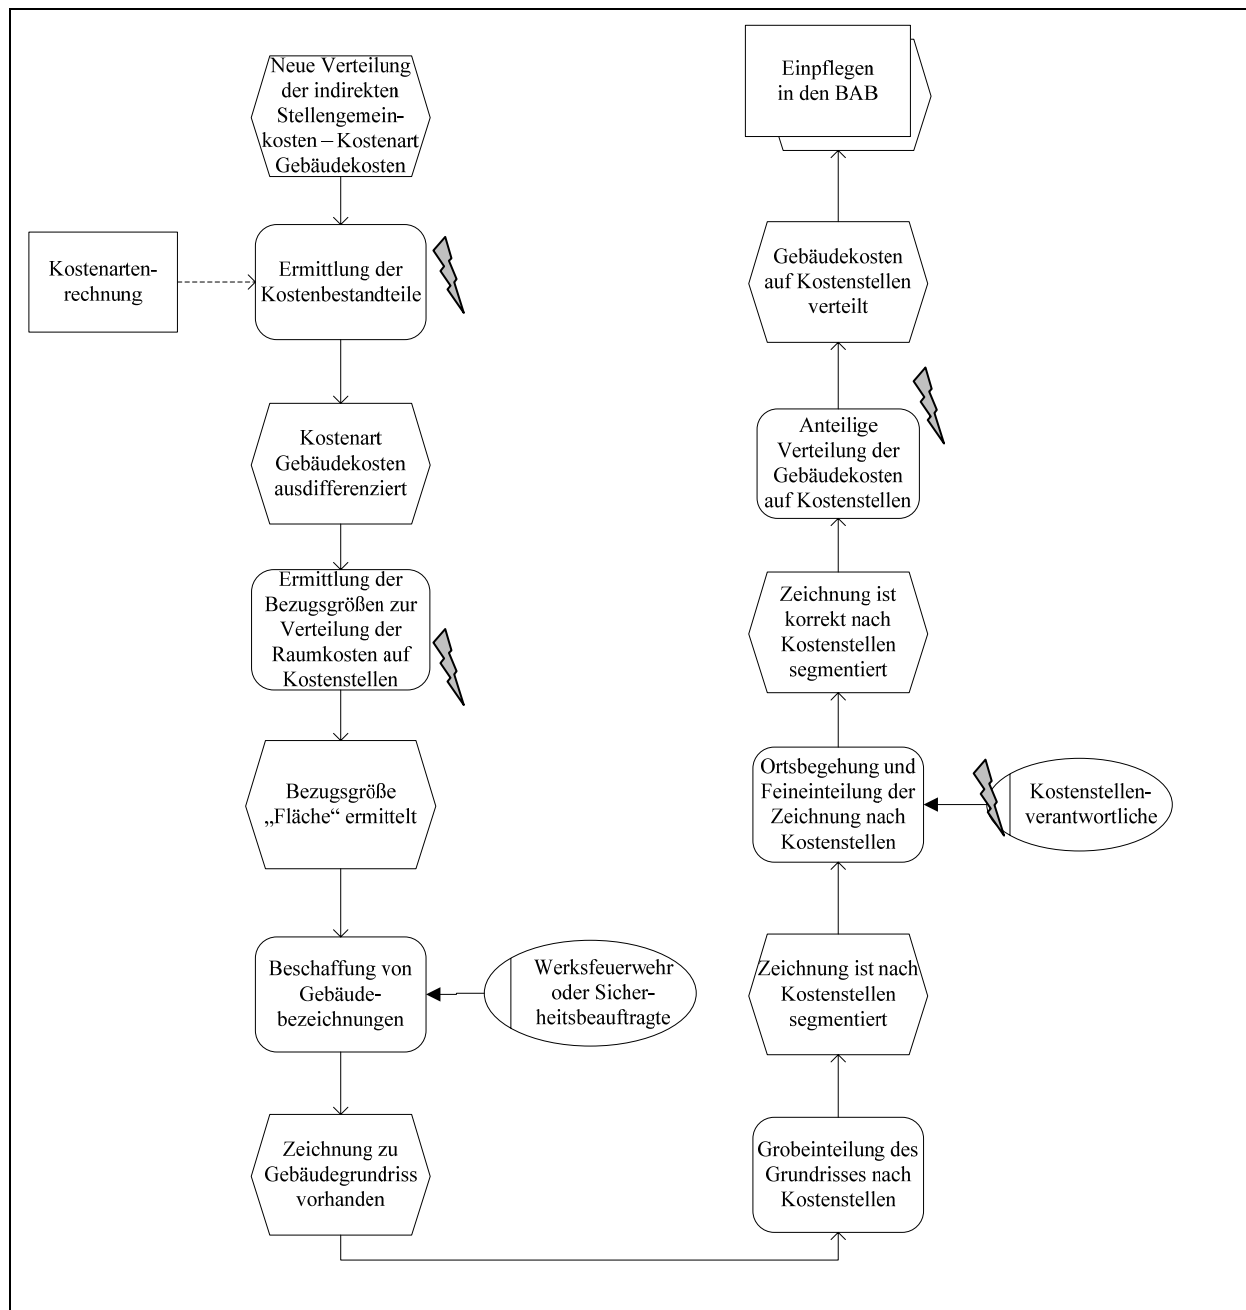 Neue Verteilung
der indirekten
Stellengemein-
kosten – Kostenart
Gebäudekosten
Kostenarten-
rechnung
Ermittlung der
Kostenbestandteile
Kostenart
Gebäudekosten
ausdifferenziert
Ermittlung der
Bezugsgrößen zur
Verteilung der
Raumkosten auf
Kostenstellen
Bezugsgröße
„Fläche“ ermittelt
Beschaffung von
Gebäude-
bezeichnungen
Werksfeuerwehr
oder Sicher-
heitsbeauftragte
Zeichnung zu
Gebäudegrundriss
vorhanden
Grobeinteilung des
Grundrisses nach
Kostenstellen
Zeichnung ist nach
Kostenstellen
segmentiert
Ortsbegehung und
Feineinteilung der
Zeichnung nach
Kostenstellen
Kostenstellen-
verantwortliche
Zeichnung ist
korrekt nach
Kostenstellen
segmentiert
Anteilige
Verteilung der
Gebäudekosten
auf Kostenstellen
Gebäudekosten
auf Kostenstellen
verteilt
Einpflegen
in den BAB